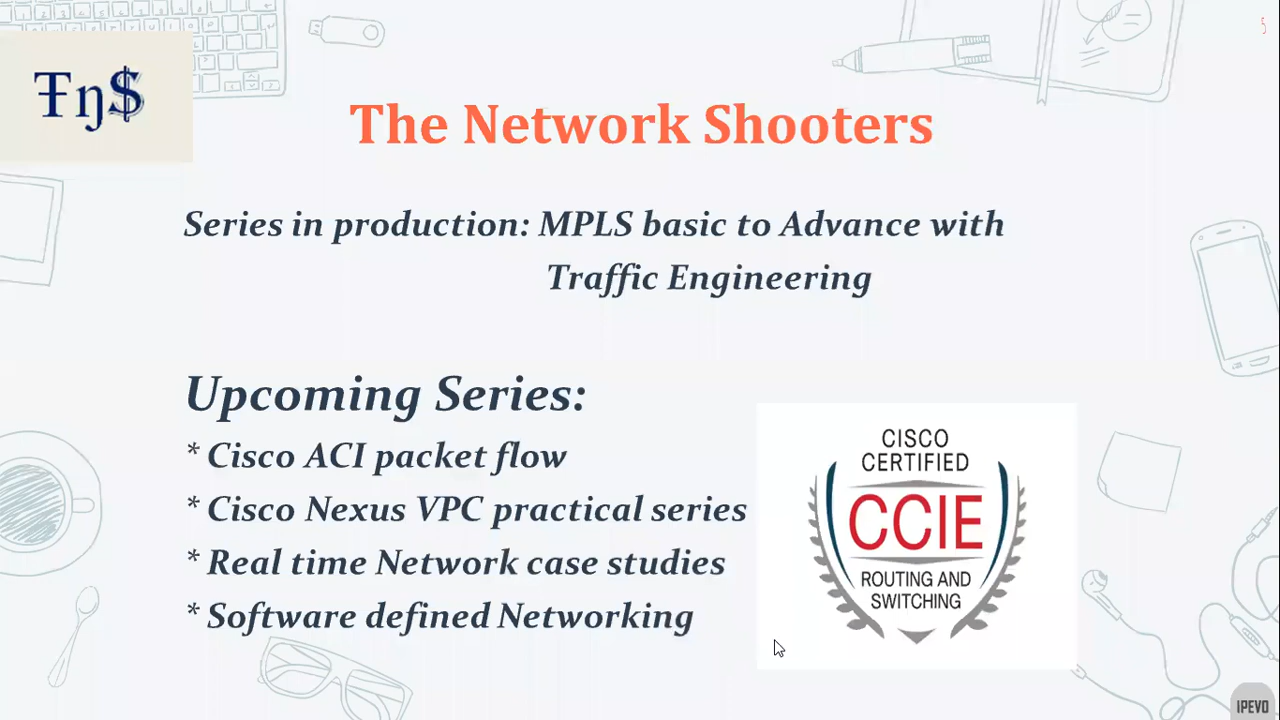 5
Ŧŋ$
The Network Shooters
Series in production: MPLS basic to Advance with
Traffic Engineering
Upcoming Series:
* Cisco ACI packet flow
* Cisco Nexus VPC practical series
* Real time Network case studies
* Software defined Networking
CISCO
CERTIFIED
CCIE
ROUTING AND
SWITCHING
IPEVO